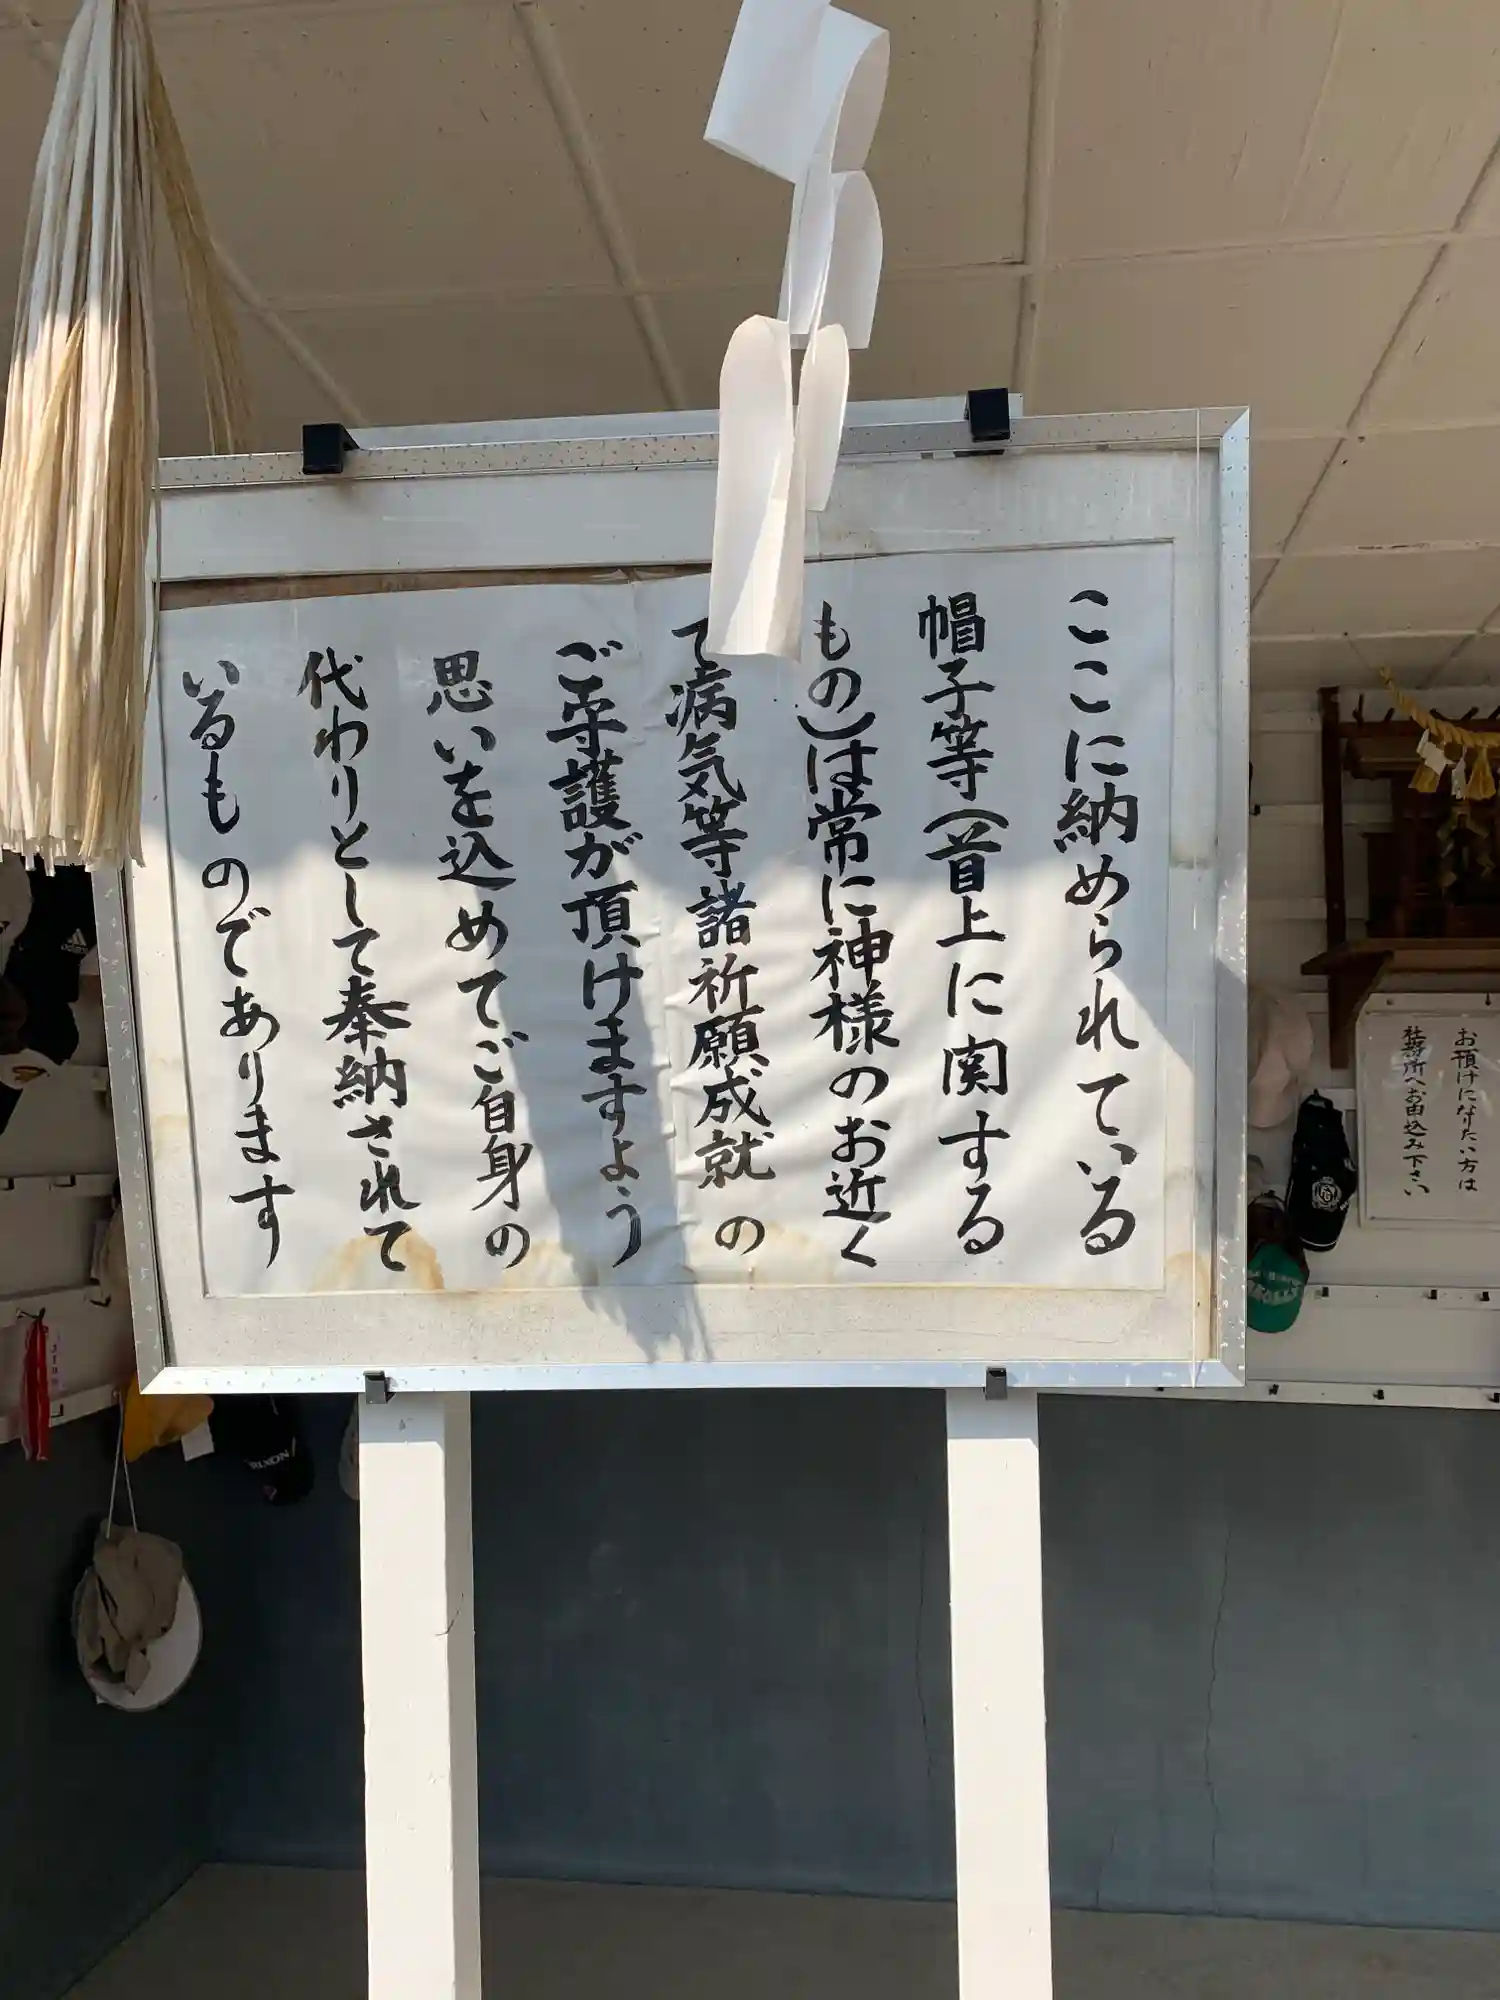 ここに納められている
帽子等(首上に関する
もの)は常に神様のお近く
て病気等諸祈願成就の
ご守護が頂けますよう
思いを込めてご自身の
代わりとして奉納されて
いるものであります
お預けになりたい方は
社務所へお申込み下さい
adidas